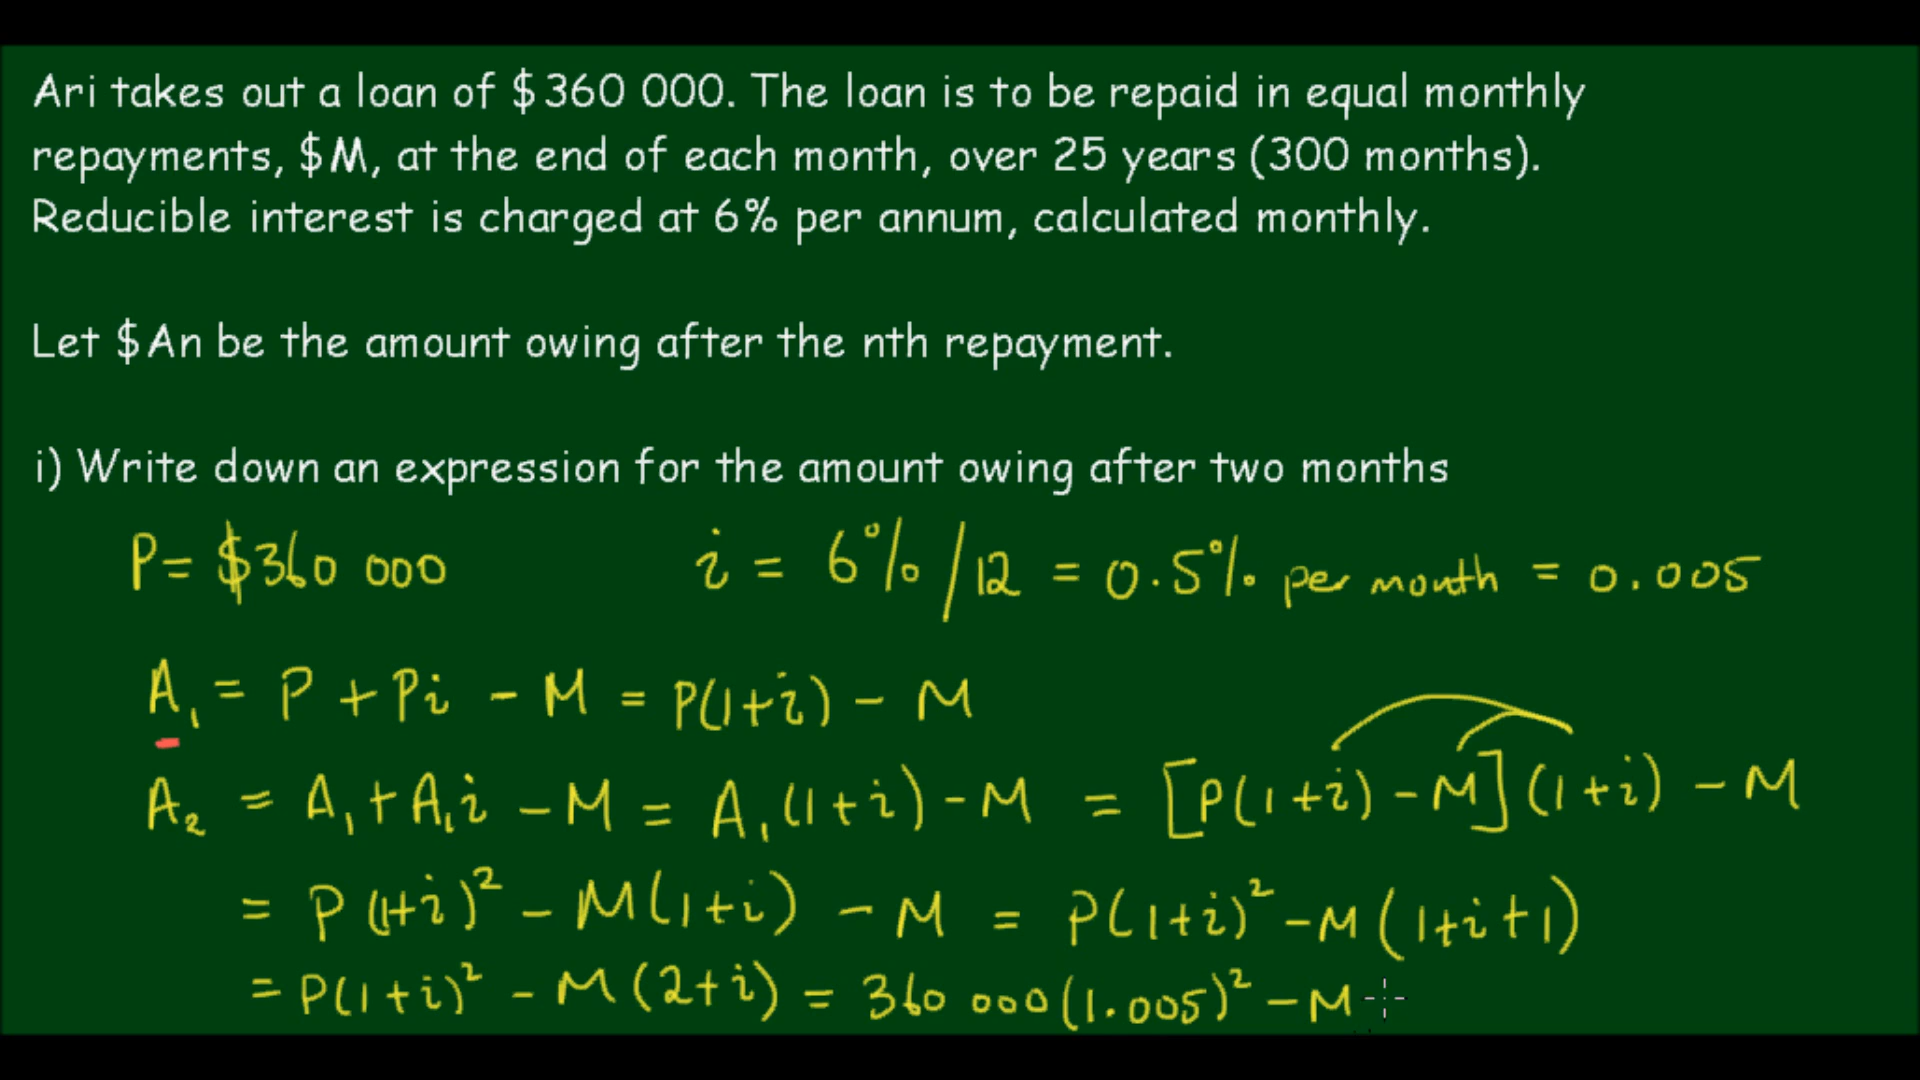 Ari takes out a loan of $360 000. The loan is to be repaid in equal monthly
repayments, $M, at the end of each month, over 25 years (300 months).
Reducible interest is charged at 6% per annum, calculated monthly.
Let $An be the amount owing after the nth repayment.
i) Write down an expression for the amount owing after two months
P = $360 000 i = 6%/12 = 0.5% per month = 0.005
A₁ = P + Pi - M = P(1+i) - M
A₂ = A₁ + A₁i - M = A₁(1+i) - M = [P(1+i) - M](1+i) - M
= P(1+i)² - M(1+i) - M = P(1+i)² - M(1+i+1)
= P(1+i)² - M(2+i) = 360 000(1.005)² - M